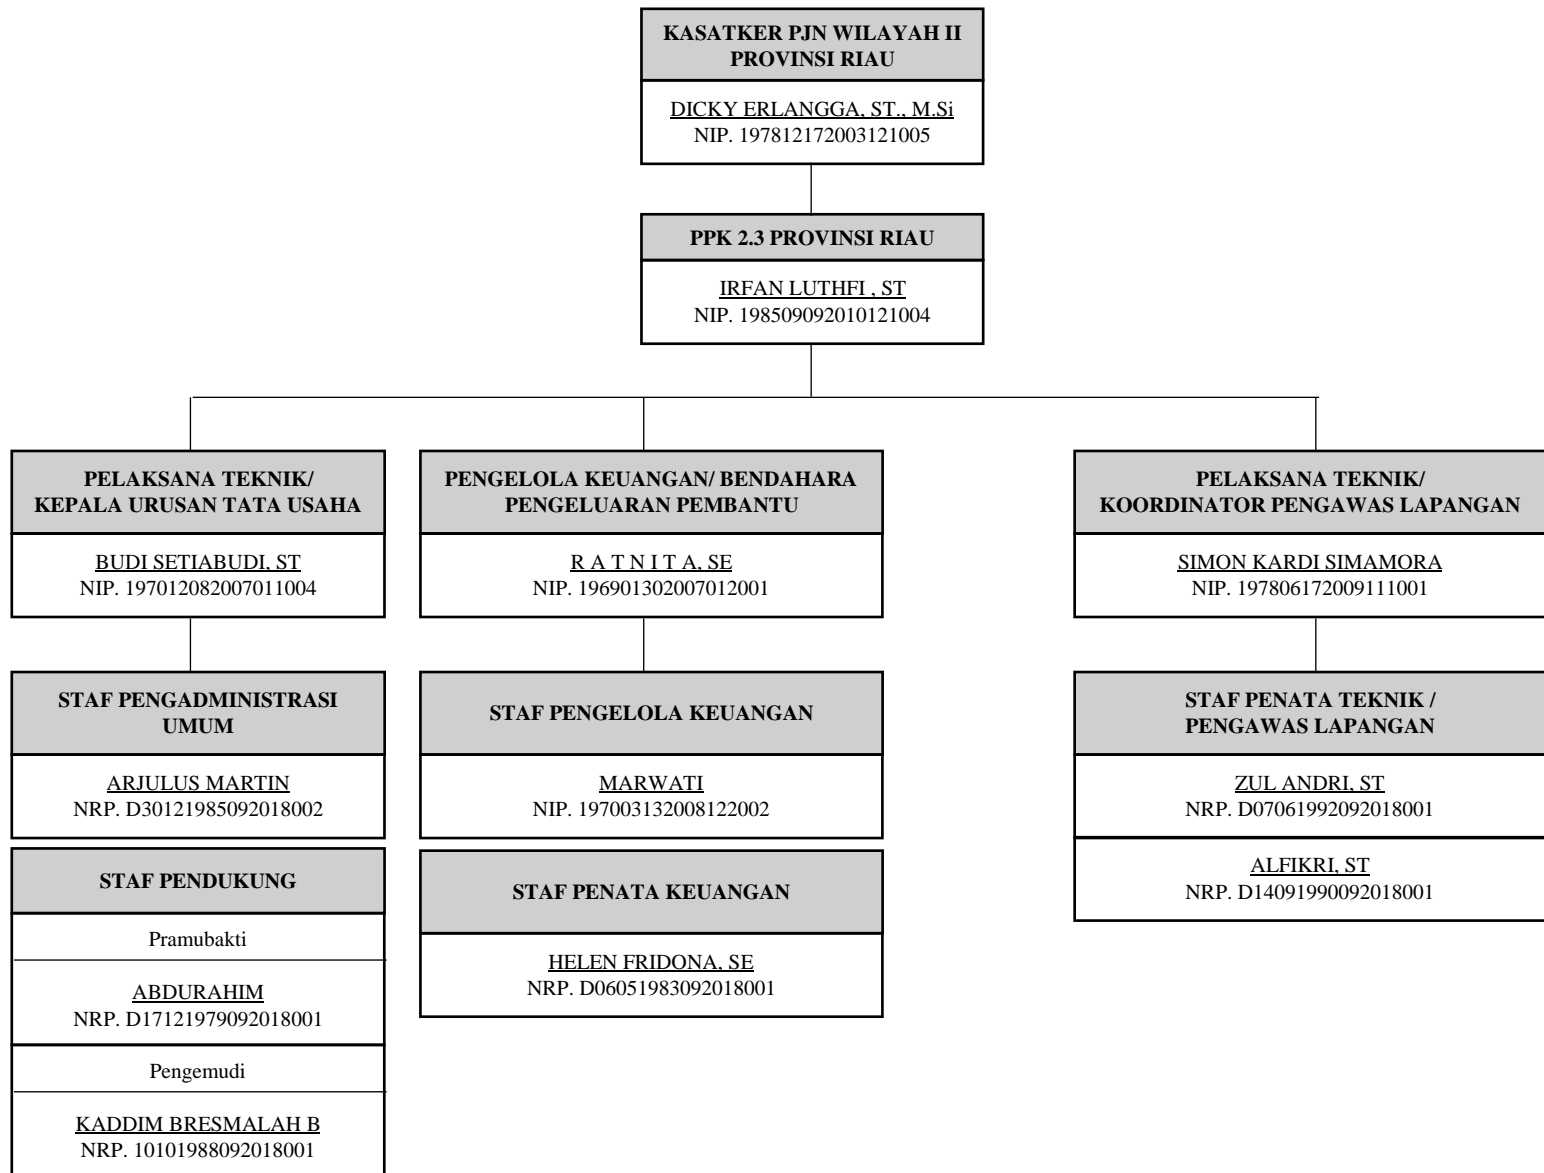 KASATKER PJN WILAYAH II
PROVINSI RIAU
DICKY ERLANGGA, ST., M.Si
NIP. 197812172003121005
PPK 2.3 PROVINSI RIAU
IRFAN LUTHFI , ST
NIP. 198509092010121004
PELAKSANA TEKNIK/
KEPALA URUSAN TATA USAHA
BUDI SETIABUDI, ST
NIP. 197012082007011004
PENGELOLA KEUANGAN/ BENDAHARA
PENGELUARAN PEMBANTU
R A T N I T A, SE
NIP. 196901302007012001
PELAKSANA TEKNIK/
KOORDINATOR PENGAWAS LAPANGAN
SIMON KARDI SIMAMORA
NIP. 197806172009111001
STAF PENGADMINISTRASI
UMUM
ARJULUS MARTIN
NRP. D30121985092018002
STAF PENGELOLA KEUANGAN
MARWATI
NIP. 197003132008122002
STAF PENATA TEKNIK /
PENGAWAS LAPANGAN
ZUL ANDRI, ST
NRP. D07061992092018001
ALFIKRI, ST
NRP. D14091990092018001
STAF PENDUKUNG
Pramubakti
ABDURAHIM
NRP. D17121979092018001
Pengemudi
KADDIM BRESMALAH B
NRP. 10101988092018001
STAF PENATA KEUANGAN
HELEN FRIDONA, SE
NRP. D06051983092018001